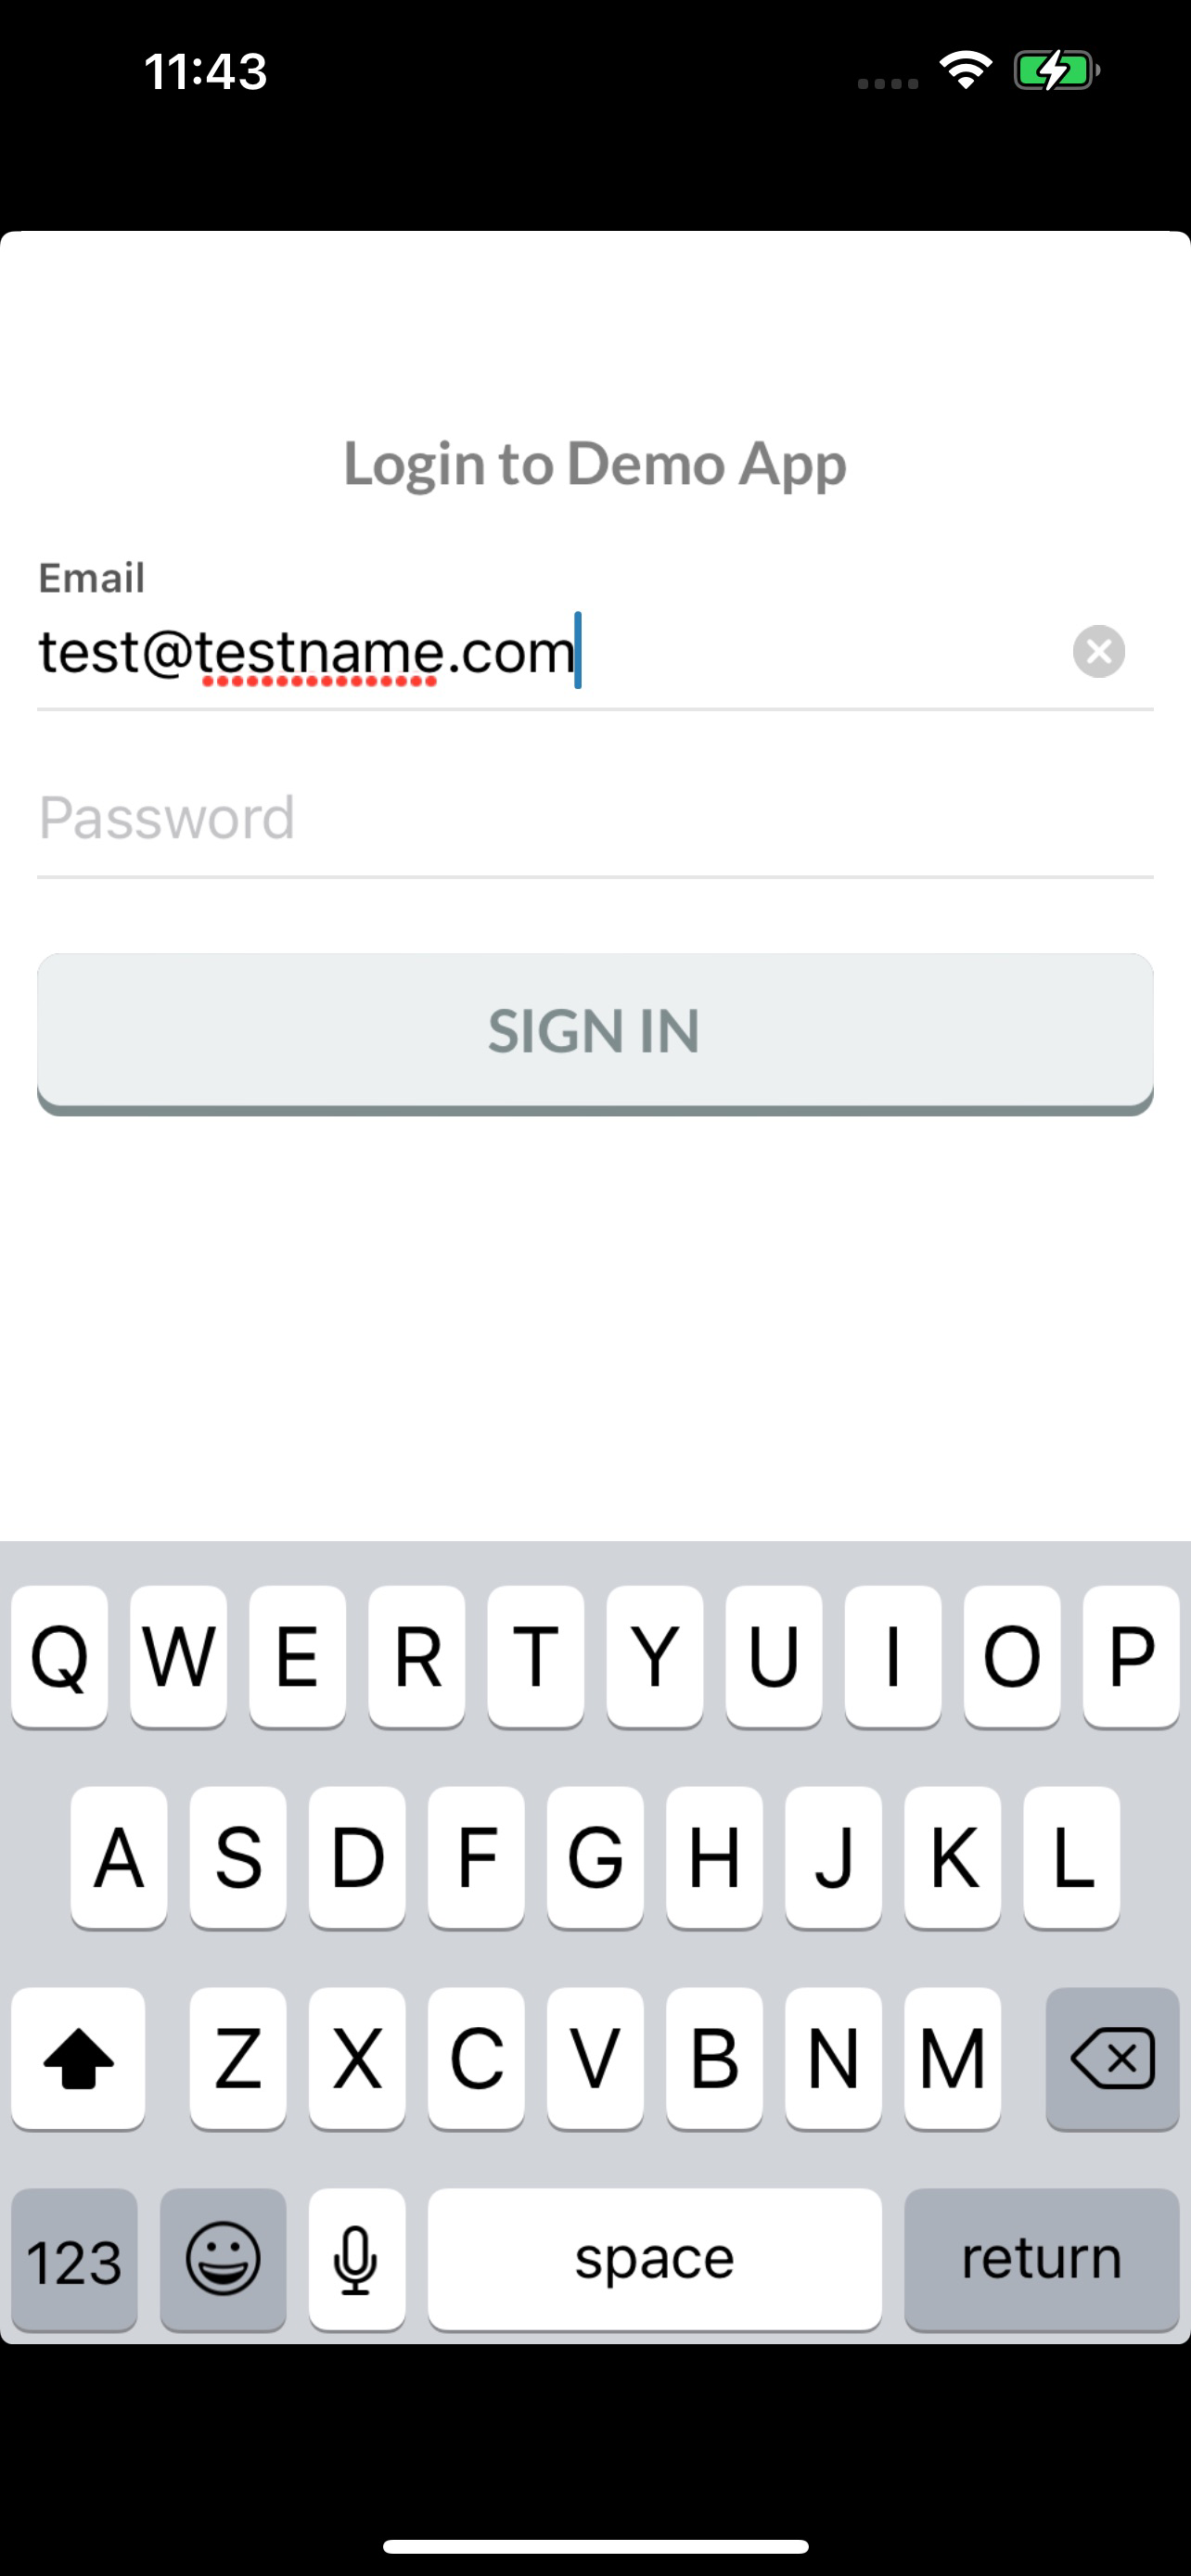 11:43
Login to Demo App
Email
test@testname.com
Password
SIGN IN
Q W E R T Y U I O P
A S D F G H J K L
Z X C V B N M
123 space return